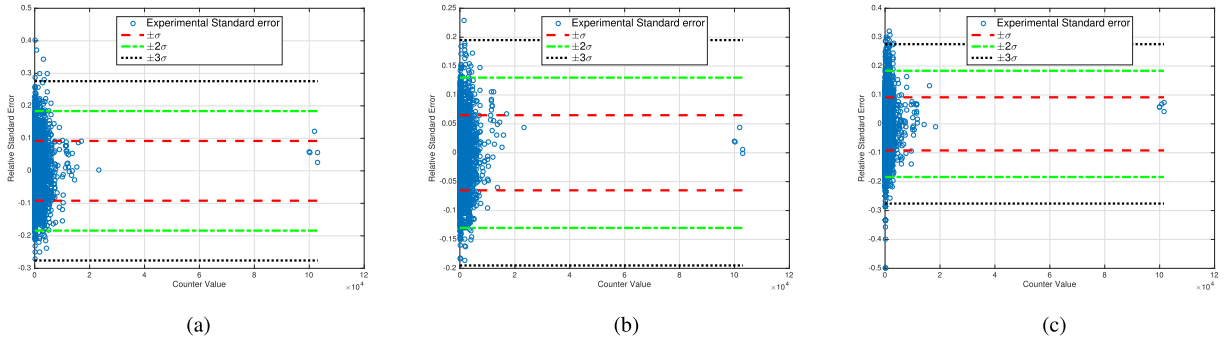 0.5
0.4
0.3
0.2
0.1
0
-0.1
-0.2
-0.3
Relative Standard Error
0 2 4 6 8 10 12
Counter Value
×10⁴
Experimental Standard error
±σ
±2σ
±3σ
(a)
0.25
0.2
0.15
0.1
0.05
0
-0.05
-0.1
-0.15
-0.2
Relative Standard Error
0 2 4 6 8 10 12
Counter Value
×10⁴
Experimental Standard error
±σ
±2σ
±3σ
(b)
0.4
0.3
0.2
0.1
0
-0.1
-0.2
-0.3
-0.4
-0.5
Relative Standard Error
0 2 4 6 8 10 12
Counter Value
×10⁴
Experimental Standard error
±σ
±2σ
±3σ
(c)